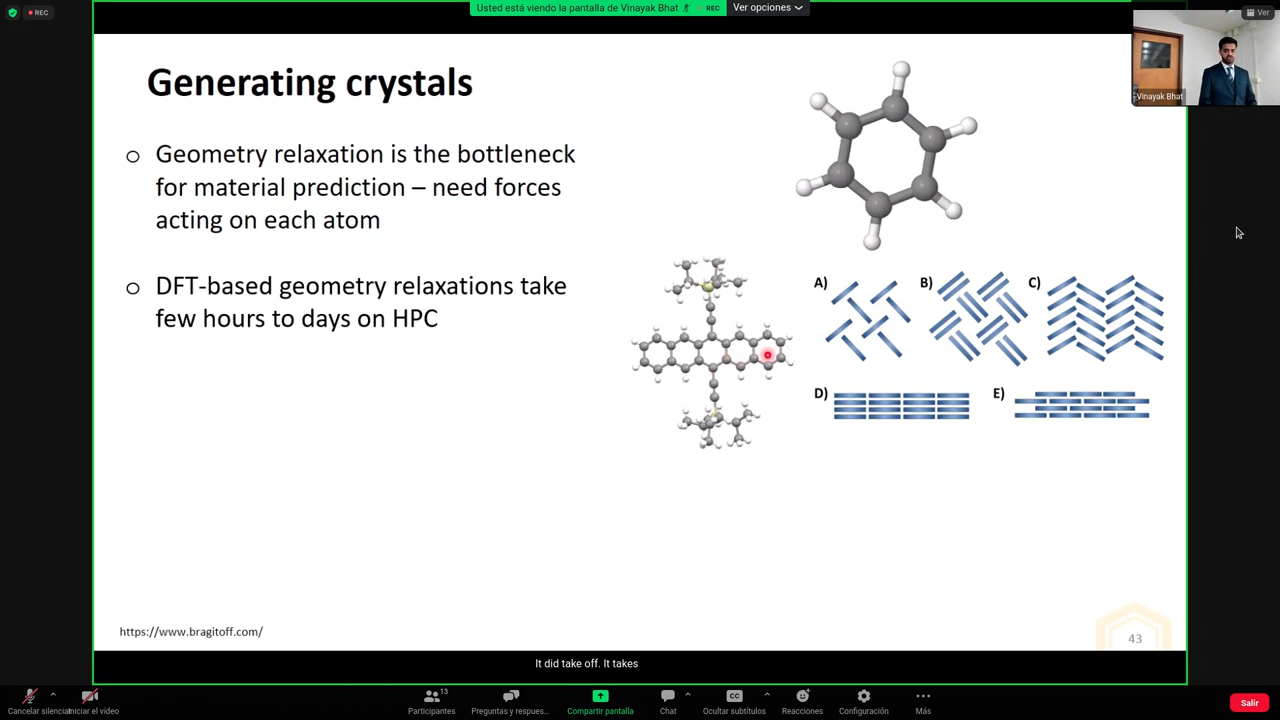 REC
Usted está viendo la pantalla de Vinayak Bhat
REC
Ver opciones
Ver
Vinayak Bhat
Generating crystals
o Geometry relaxation is the bottleneck
for material prediction – need forces
acting on each atom
o DFT-based geometry relaxations take
few hours to days on HPC
A)
B)
C)
D)
E)
https://www.bragitoff.com/
43
It did take off. It takes
Cancelar silencia
Iniciar el vídeo
13
Participantes
Preguntas y respues...
Compartir pantalla
Chat
CC
Ocultar subtítulos
Reacciones
Configuración
Más
Salir